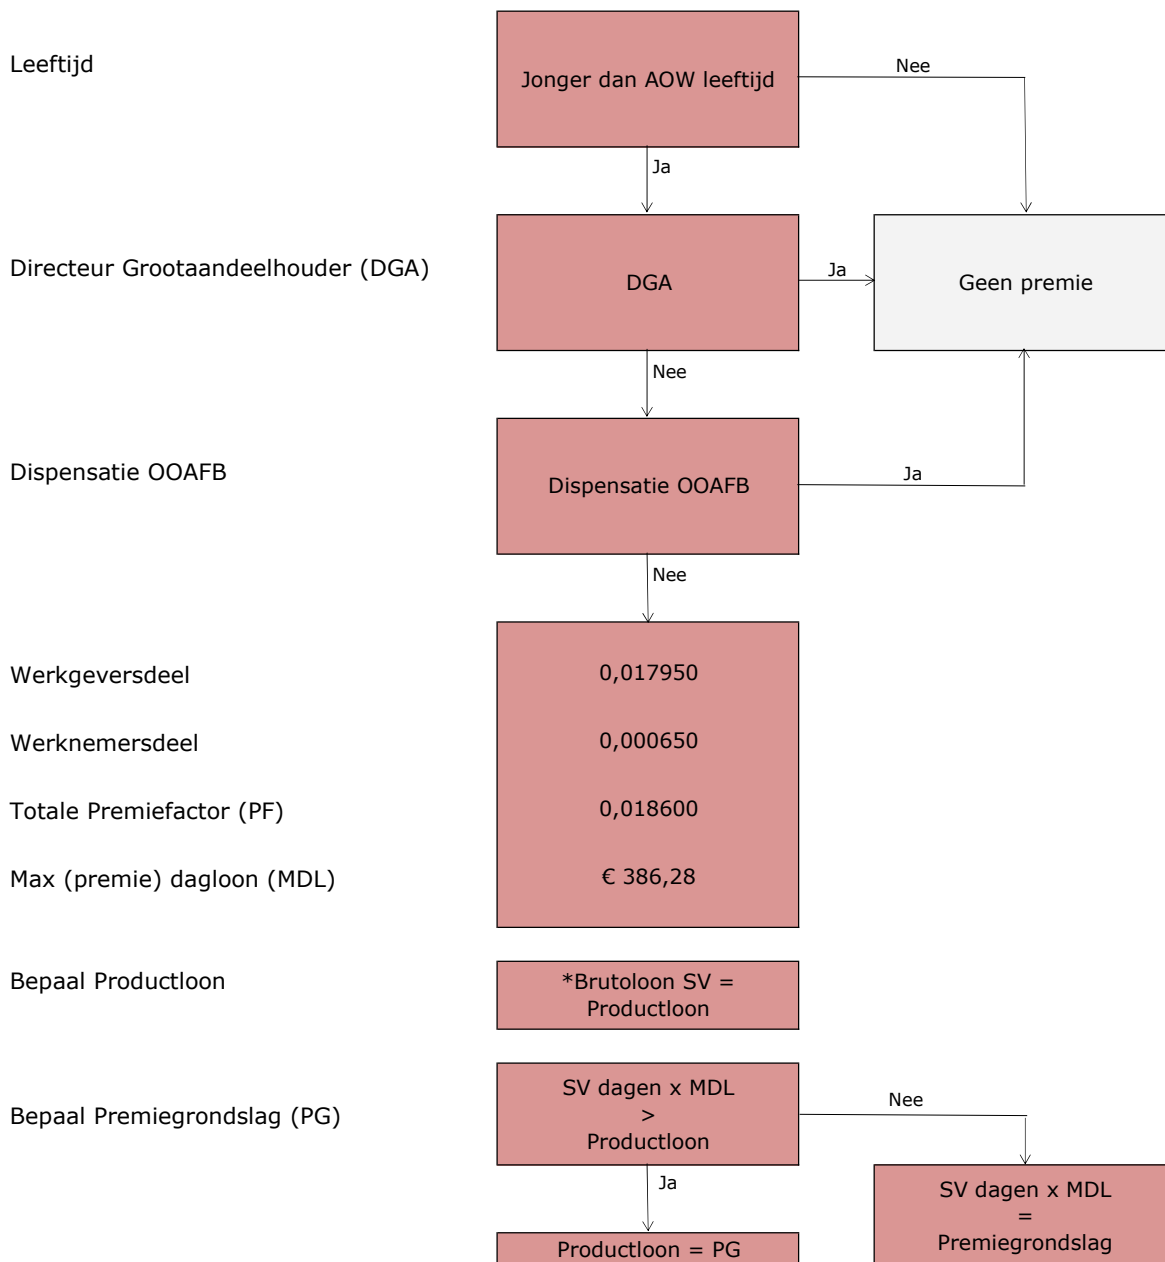 Leeftijd
Jonger dan AOW leeftijd
Nee
Ja
Directeur Grootaandeelhouder (DGA)
DGA
Ja
Geen premie
Nee
Dispensatie OOAFB
Dispensatie OOAFB
Ja
Nee
Werkgeversdeel
0,017950
Werknemersdeel
0,000650
Totale Premiefactor (PF)
0,018600
Max (premie) dagloon (MDL)
€ 386,28
Bepaal Productloon
*Brutoloon SV =
Productloon
Bepaal Premiegrondslag (PG)
SV dagen x MDL
>
Productloon
Nee
Ja
SV dagen x MDL
=
Premiegrondslag
Productloon = PG